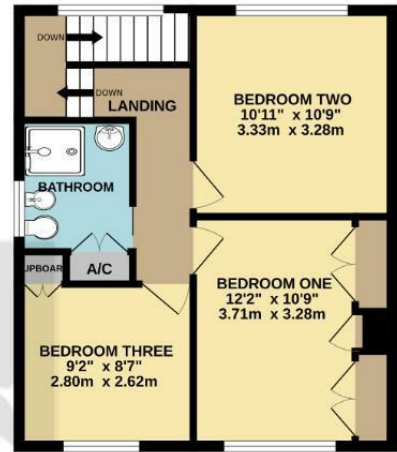 DOWN
DOWN
LANDING
BEDROOM TWO
10'11" x 10'9"
3.33m x 3.28m
BATHROOM
UPBOAR
A/C
BEDROOM ONE
12'2" x 10'9"
3.71m x 3.28m
BEDROOM THREE
9'2" x 8'7"
2.80m x 2.62m